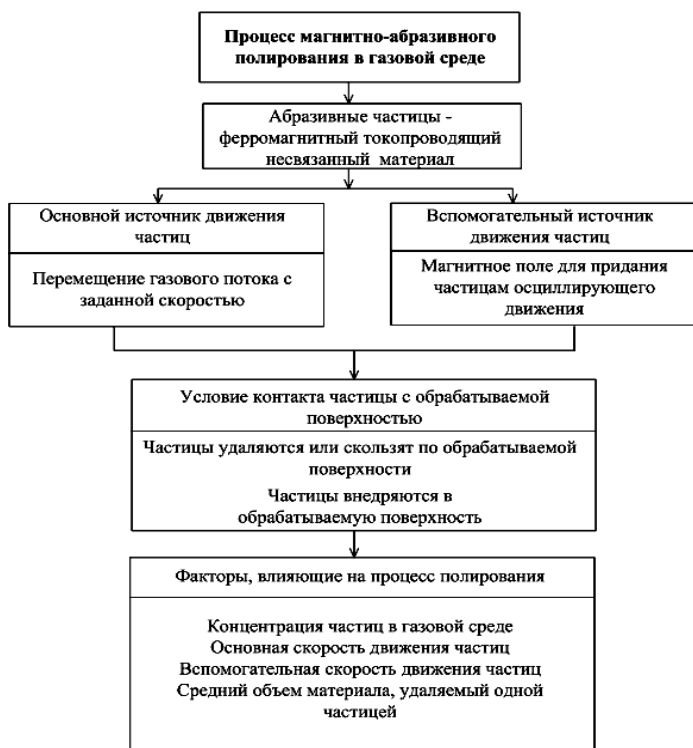 Процесс магнитно-абразивного
полирования в газовой среде
Абразивные частицы -
ферромагнитный токопроводящий
несвязанный материал
Основной источник движения
частиц
Перемещение газового потока с
заданной скоростью
Вспомогательный источник
движения частиц
Магнитное поле для придания
частицам осциллирующего
движения
Условие контакта частицы с обрабатываемой
поверхностью
Частицы удаляются или скользят по обрабатываемой
поверхности
Частицы внедряются в
обрабатываемую поверхность
Факторы, влияющие на процесс полирования
Концентрация частиц в газовой среде
Основная скорость движения частиц
Вспомогательная скорость движения частиц
Средний объем материала, удаляемый одной
частицей